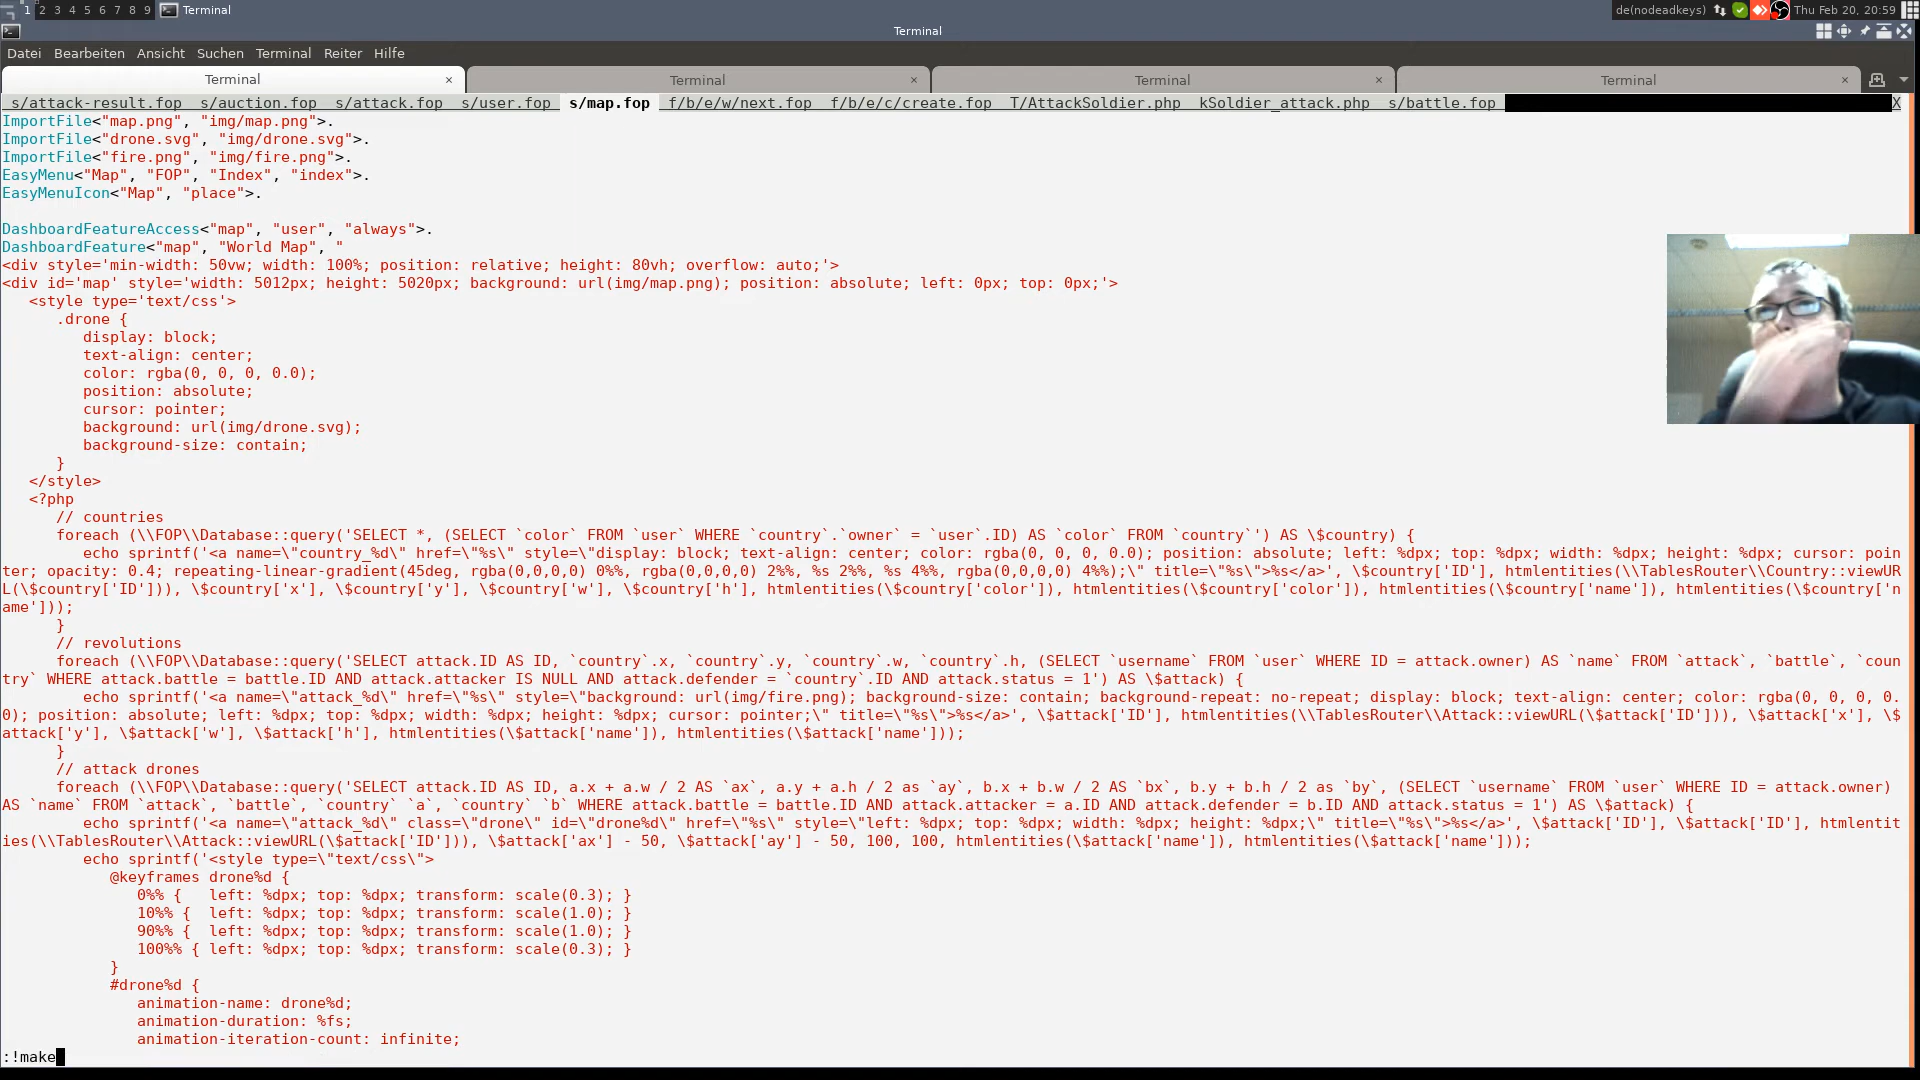 1 2 3 4 5 6 7 8 9 Terminal de(nodeadkeys) Thu Feb 20, 20:59
Terminal
Datei Bearbeiten Ansicht Suchen Terminal Reiter Hilfe
Terminal × Terminal × Terminal × Terminal ×
s/attack-result.fop s/auction.fop s/attack.fop s/user.fop s/map.fop f/b/e/w/next.fop f/b/e/c/create.fop T/AttackSoldier.php kSoldier_attack.php s/battle.fop X
ImportFile<"map.png", "img/map.png">.
ImportFile<"drone.svg", "img/drone.svg">.
ImportFile<"fire.png", "img/fire.png">.
EasyMenu<"Map", "FOP", "Index", "index">.
EasyMenuIcon<"Map", "place">.
DashboardFeatureAccess<"map", "user", "always">.
DashboardFeature<"map", "World Map", "
<div style='min-width: 50vw; width: 100%; position: relative; height: 80vh; overflow: auto;'>
<div id='map' style='width: 5012px; height: 5020px; background: url(img/map.png); position: absolute; left: 0px; top: 0px;'>
<style type='text/css'>
.drone {
display: block;
text-align: center;
color: rgba(0, 0, 0, 0.0);
position: absolute;
cursor: pointer;
background: url(img/drone.svg);
background-size: contain;
}
</style>
<?php
// countries
foreach (\\FOP\\Database::query('SELECT *, (SELECT `color` FROM `user` WHERE `country`.`owner` = `user`.ID) AS `color` FROM `country`') AS \$country) {
echo sprintf('<a name=\"country_%d\" href=\"%s\" style=\"display: block; text-align: center; color: rgba(0, 0, 0, 0.0); position: absolute; left: %dpx; top: %dpx; width: %dpx; height: %dpx; cursor: poin
ter; opacity: 0.4; repeating-linear-gradient(45deg, rgba(0,0,0,0) 0%%, rgba(0,0,0,0) 2%%, %s 2%%, %s 4%%, rgba(0,0,0,0) 4%%);\" title=\"%s\">%s</a>', \$country['ID'], htmlentities(\\TablesRouter\\Country::viewUR
L(\$country['ID'])), \$country['x'], \$country['y'], \$country['w'], \$country['h'], htmlentities(\$country['color']), htmlentities(\$country['color']), htmlentities(\$country['name']), htmlentities(\$country['n
ame']));
}
// revolutions
foreach (\\FOP\\Database::query('SELECT attack.ID AS ID, `country`.x, `country`.y, `country`.w, `country`.h, (SELECT `username` FROM `user` WHERE ID = attack.owner) AS `name` FROM `attack`, `battle`, `coun
try` WHERE attack.battle = battle.ID AND attack.attacker IS NULL AND attack.defender = `country`.ID AND attack.status = 1') AS \$attack) {
echo sprintf('<a name=\"attack_%d\" href=\"%s\" style=\"background: url(img/fire.png); background-size: contain; background-repeat: no-repeat; display: block; text-align: center; color: rgba(0, 0, 0, 0.
0); position: absolute; left: %dpx; top: %dpx; width: %dpx; height: %dpx; cursor: pointer;\" title=\"%s\">%s</a>', \$attack['ID'], htmlentities(\\TablesRouter\\Attack::viewURL(\$attack['ID'])), \$attack['x'], \$
attack['y'], \$attack['w'], \$attack['h'], htmlentities(\$attack['name']), htmlentities(\$attack['name']));
}
// attack drones
foreach (\\FOP\\Database::query('SELECT attack.ID AS ID, a.x + a.w / 2 AS `ax`, a.y + a.h / 2 as `ay`, b.x + b.w / 2 AS `bx`, b.y + b.h / 2 as `by`, (SELECT `username` FROM `user` WHERE ID = attack.owner)
AS `name` FROM `attack`, `battle`, `country` `a`, `country` `b` WHERE attack.battle = battle.ID AND attack.attacker = a.ID AND attack.defender = b.ID AND attack.status = 1') AS \$attack) {
echo sprintf('<a name=\"attack_%d\" class=\"drone\" id=\"drone%d\" href=\"%s\" style=\"left: %dpx; top: %dpx; width: %dpx; height: %dpx;\" title=\"%s\">%s</a>', \$attack['ID'], \$attack['ID'], htmlentit
ies(\\TablesRouter\\Attack::viewURL(\$attack['ID'])), \$attack['ax'] - 50, \$attack['ay'] - 50, 100, 100, htmlentities(\$attack['name']), htmlentities(\$attack['name']));
echo sprintf('<style type=\"text/css\">
@keyframes drone%d {
0%% { left: %dpx; top: %dpx; transform: scale(0.3); }
10%% { left: %dpx; top: %dpx; transform: scale(1.0); }
90%% { left: %dpx; top: %dpx; transform: scale(1.0); }
100%% { left: %dpx; top: %dpx; transform: scale(0.3); }
}
#drone%d {
animation-name: drone%d;
animation-duration: %fs;
animation-iteration-count: infinite;
:!make